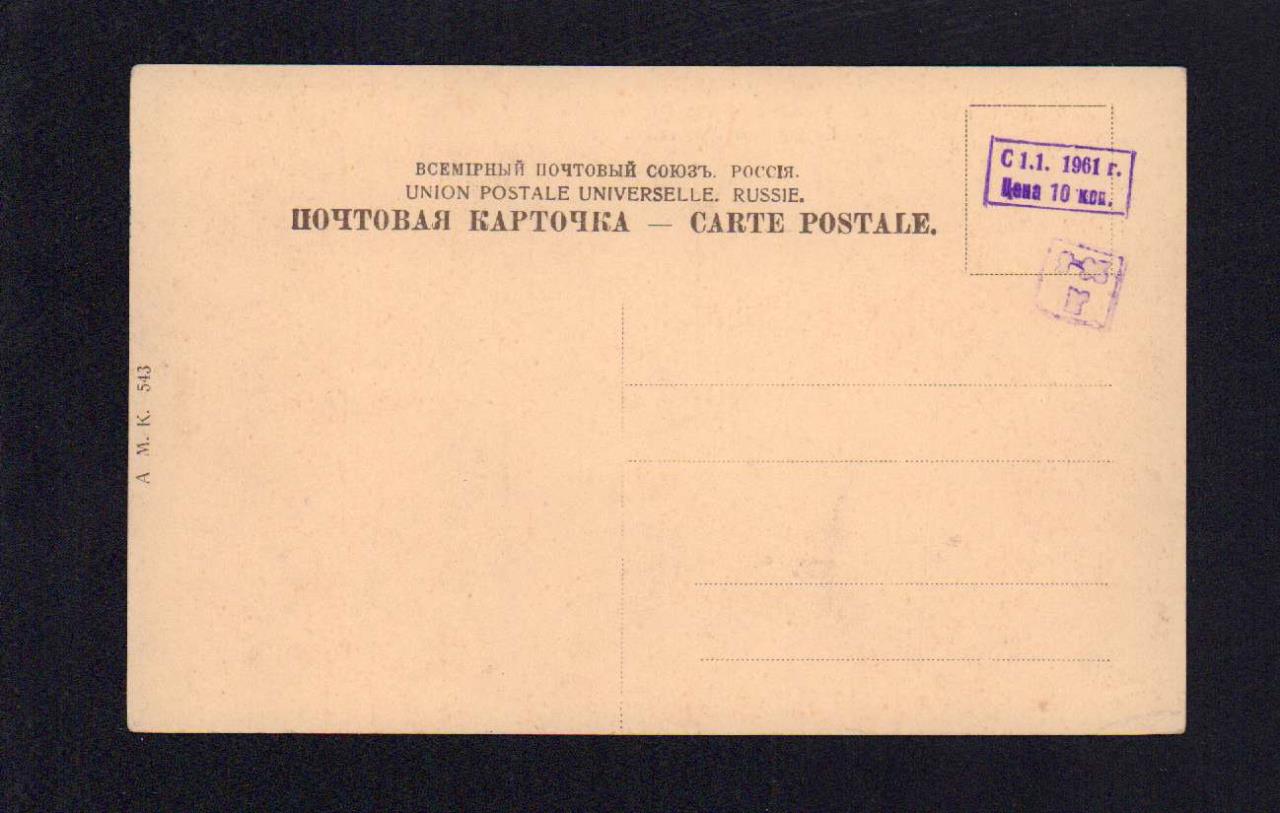 ВСЕМІРНЫЙ ПОЧТОВЫЙ СОЮЗЪ. РОССІЯ.
UNION POSTALE UNIVERSELLE. RUSSIE.
ПОЧТОВАЯ КАРТОЧКА — CARTE POSTALE.
С 1.1. 1961 г.
Цена 10 коп.
А М. К. 543